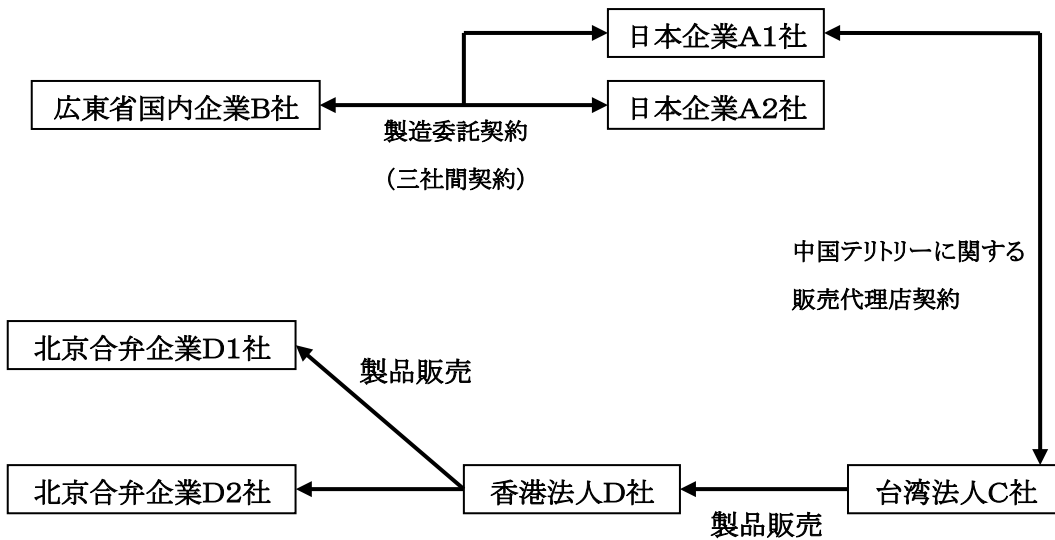 日本企業A1社
広東省国内企業B社
日本企業A2社
製造委託契約
（三社間契約）
中国テリトリーに関する
販売代理店契約
北京合弁企業D1社
製品販売
北京合弁企業D2社
香港法人D社
台湾法人C社
製品販売